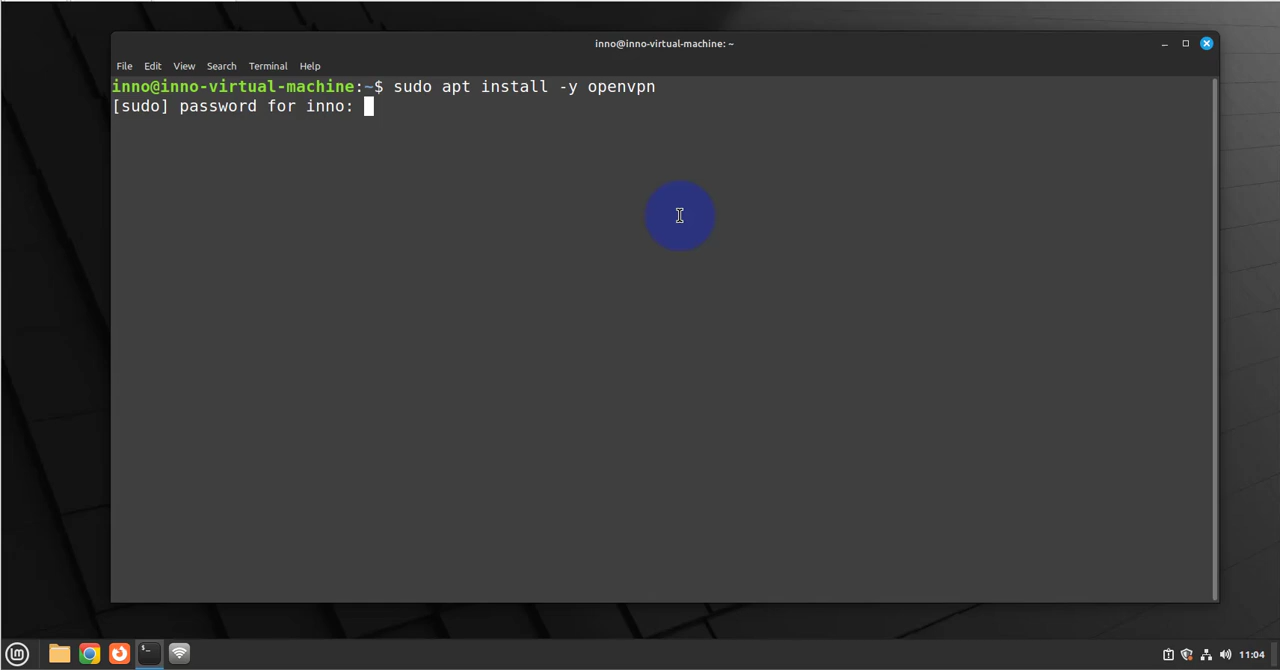 inno@inno-virtual-machine: ~
File Edit View Search Terminal Help
inno@inno-virtual-machine:~$ sudo apt install -y openvpn
[sudo] password for inno:
11:04